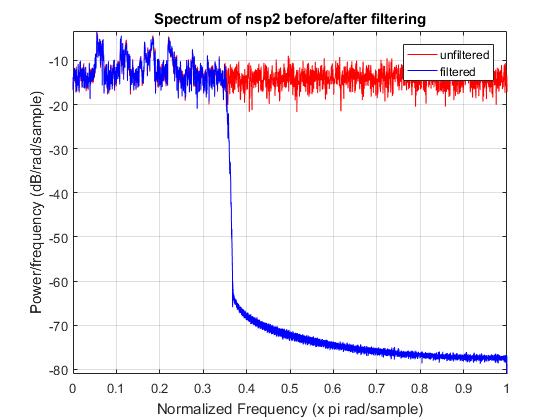 Spectrum of nsp2 before/after filtering
unfiltered
filtered
Power/frequency (dB/rad/sample)
-10
-20
-30
-40
-50
-60
-70
-80
0 0.1 0.2 0.3 0.4 0.5 0.6 0.7 0.8 0.9 1
Normalized Frequency (x pi rad/sample)